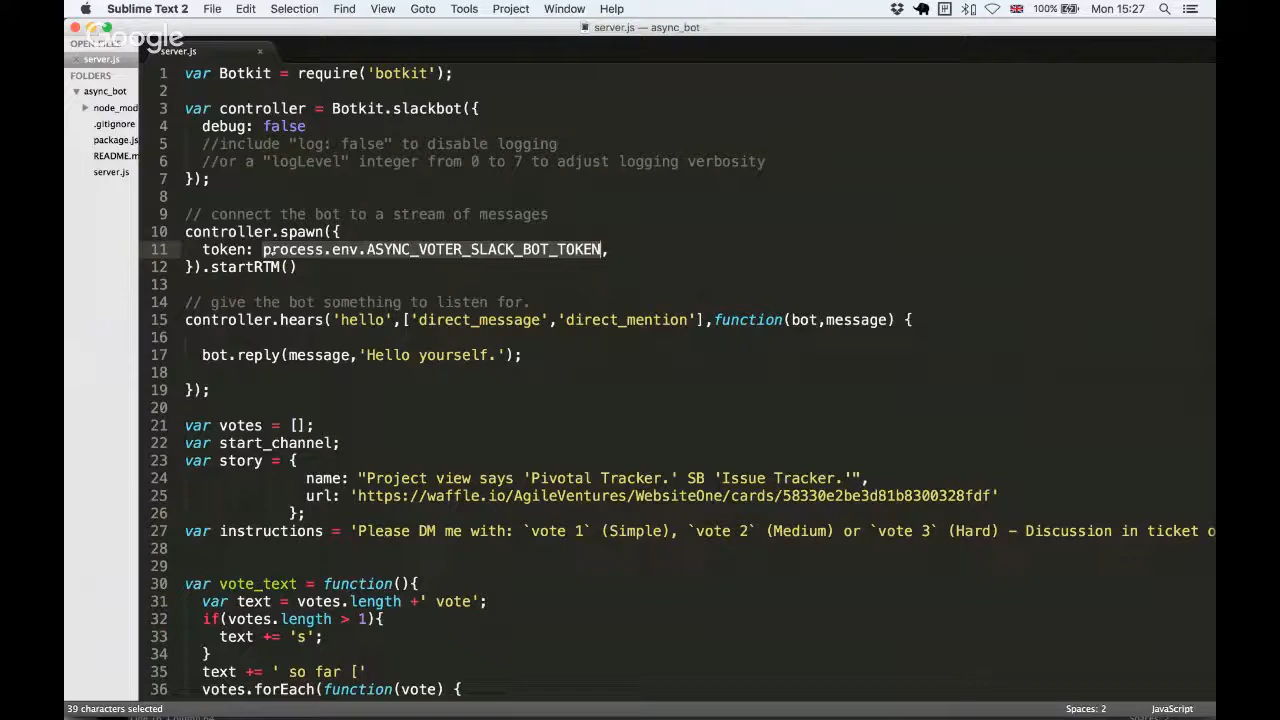 Sublime Text 2 File Edit Selection Find View Goto Tools Project Window Help 100% Mon 15:27
server.js — async_bot
Google
OPEN FILES
server.js
server.js
FOLDERS
async_bot
node_mod
.gitignore
package.js
README.m
server.js
1 var Botkit = require('botkit');
2
3 var controller = Botkit.slackbot({
4 debug: false
5 //include "log: false" to disable logging
6 //or a "logLevel" integer from 0 to 7 to adjust logging verbosity
7 });
8
9 // connect the bot to a stream of messages
10 controller.spawn({
11 token: process.env.ASYNC_VOTER_SLACK_BOT_TOKEN,
12 }).startRTM()
13
14 // give the bot something to listen for.
15 controller.hears('hello',['direct_message','direct_mention'],function(bot,message) {
16
17 bot.reply(message,'Hello yourself.');
18
19 });
20
21 var votes = [];
22 var start_channel;
23 var story = {
24 name: "Project view says 'Pivotal Tracker.' SB 'Issue Tracker.'",
25 url: 'https://waffle.io/AgileVentures/WebsiteOne/cards/58330e2be3d81b8300328fdf'
26 };
27 var instructions = 'Please DM me with: `vote 1` (Simple), `vote 2` (Medium) or `vote 3` (Hard) – Discussion in ticket o
28
29
30 var vote_text = function(){
31 var text = votes.length +' vote';
32 if(votes.length > 1){
33 text += 's';
34 }
35 text += ' so far ['
36 votes.forEach(function(vote) {
39 characters selected
Spaces: 2 JavaScript